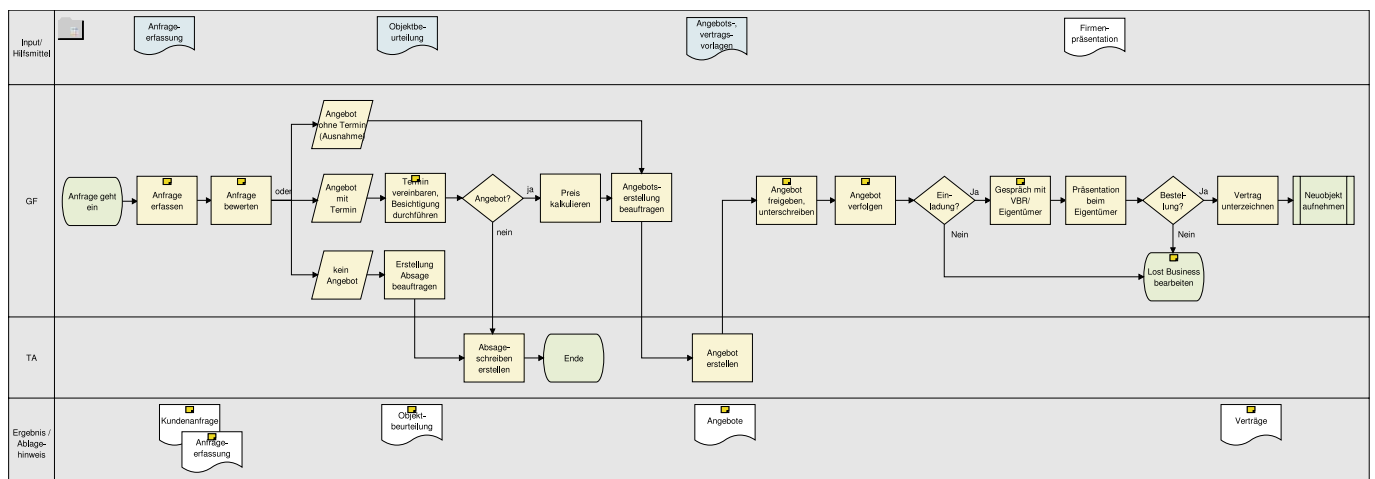 Input/
Hilfsmittel
Anfrage-
erfassung
Objektbe-
urteilung
Angebots-,
vertrags-
vorlagen
Firmen-
präsentation
GF
Anfrage geht
ein
Anfrage
erfassen
Anfrage
bewerten
oder
Angebot
ohne Termin
(Ausnahme)
Angebot
mit
Termin
kein
Angebot
Termin
vereinbaren,
Besichtigung
durchführen
Erstellung
Absage
beauftragen
Angebot?
ja
nein
Preis
kalkulieren
Angebots-
erstellung
beauftragen
Angebot
freigeben,
unterschreiben
Angebot
verfolgen
Ein-
ladung?
Ja
Nein
Gespräch mit
VBR/
Eigentümer
Präsentation
beim
Eigentümer
Bestel-
lung?
Ja
Nein
Vertrag
unterzeichnen
Neuobjekt
aufnehmen
Lost Business
bearbeiten
TA
Absage-
schreiben
erstellen
Ende
Angebot
erstellen
Ergebnis /
Ablage-
hinweis
Kundenanfrage
Anfrage-
erfassung
Objekt-
beurteilung
Angebote
Verträge